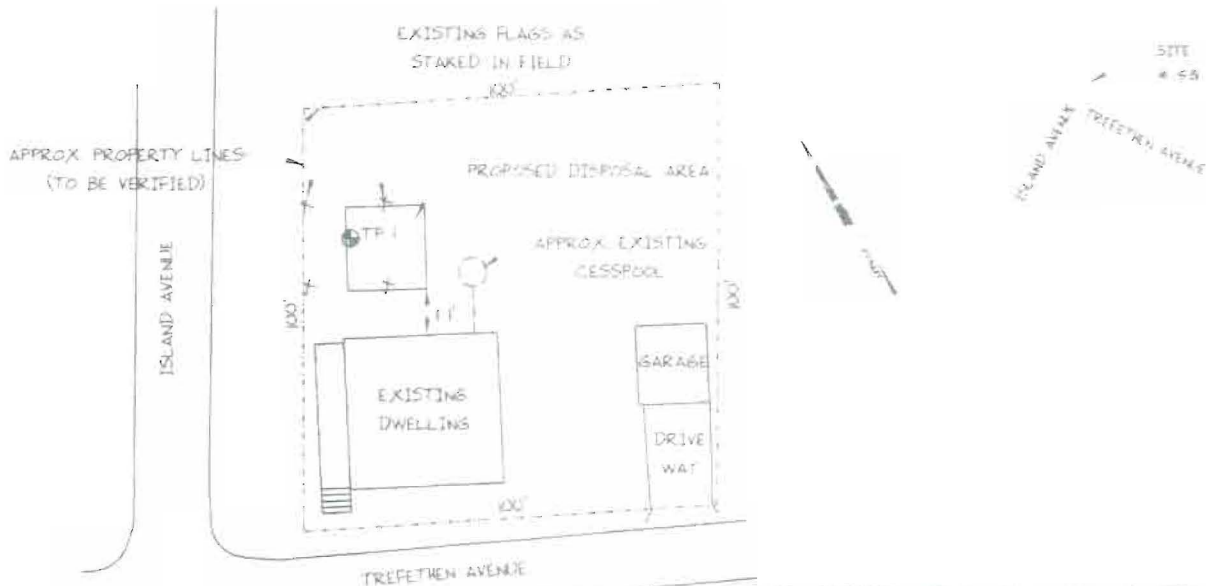 EXISTING FLAGS AS
STAKED IN FIELD
100'
SITE
ISLAND AVENUE
TREFETHEN AVENUE
APPROX PROPERTY LINES
(TO BE VERIFIED)
PROPOSED DISPOSAL AREA
TP 1
APPROX EXISTING
CESSPOOL
ISLAND AVENUE
100'
100'
11'
GARAGE
EXISTING
DWELLING
DRIVE
WAY
100'
TREFETHEN AVENUE